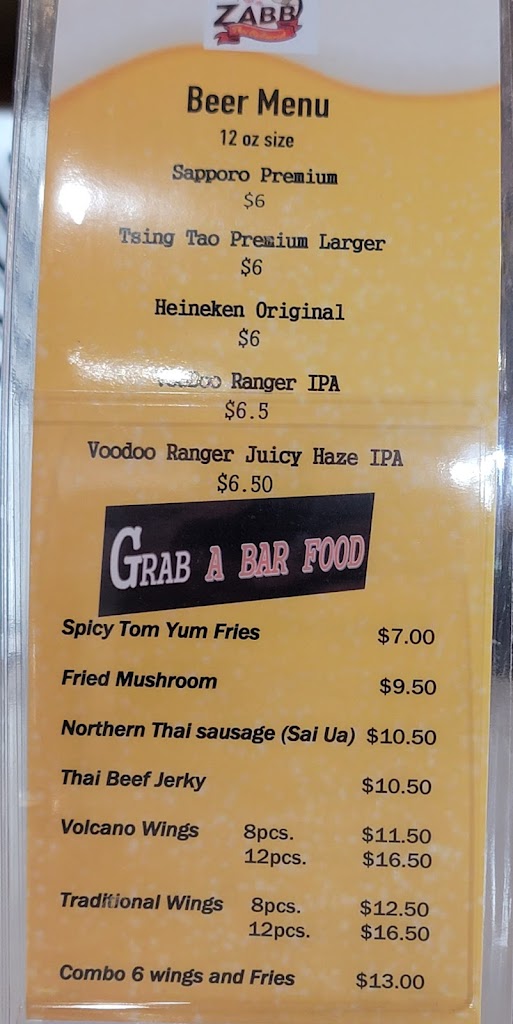 ZABB
Beer Menu
12 oz size
Sapporo Premium
$6
Tsing Tao Premium Larger
$6
Heineken Original
$6
Voodoo Ranger IPA
$6.5
Voodoo Ranger Juicy Haze IPA
$6.50
GRAB A BAR FOOD
Spicy Tom Yum Fries $7.00
Fried Mushroom $9.50
Northern Thai sausage (Sai Ua) $10.50
Thai Beef Jerky $10.50
Volcano Wings 8pcs. $11.50
12pcs. $16.50
Traditional Wings 8pcs. $12.50
12pcs. $16.50
Combo 6 wings and Fries $13.00